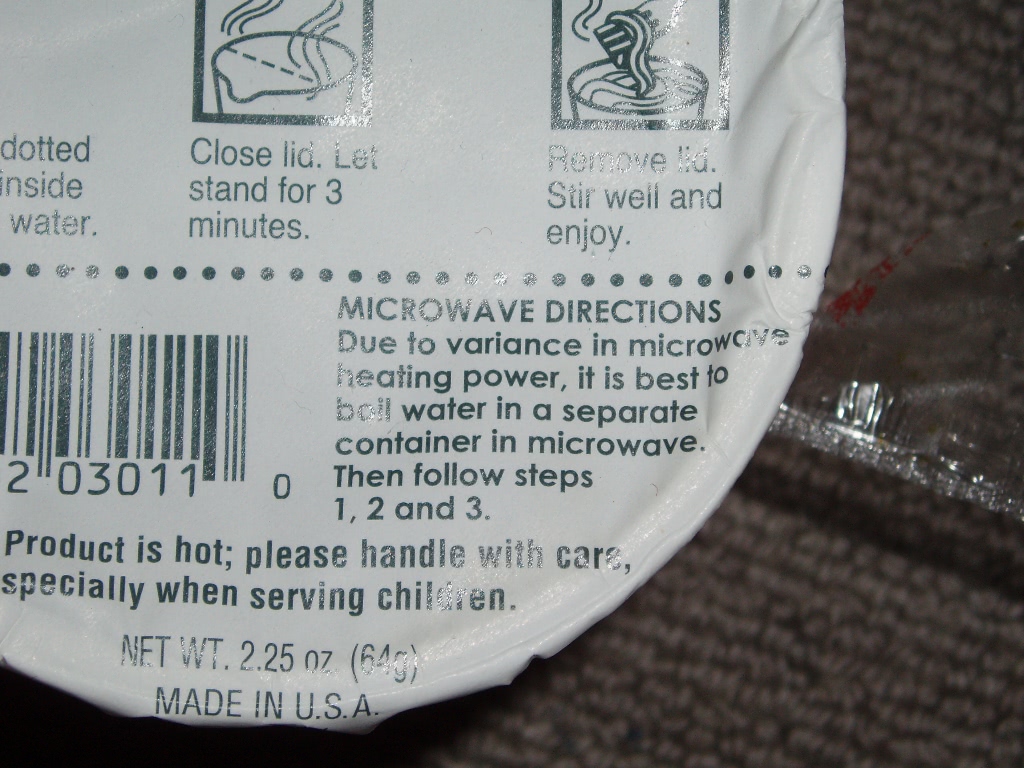 dotted
inside
water.
Close lid. Let
stand for 3
minutes.
Remove lid.
Stir well and
enjoy.
MICROWAVE DIRECTIONS
Due to variance in microwave
heating power, it is best to
boil water in a separate
container in microwave.
Then follow steps
1, 2 and 3.
2 03011 0
Product is hot; please handle with care,
specially when serving children.
NET WT. 2.25 oz (64g)
MADE IN U.S.A.